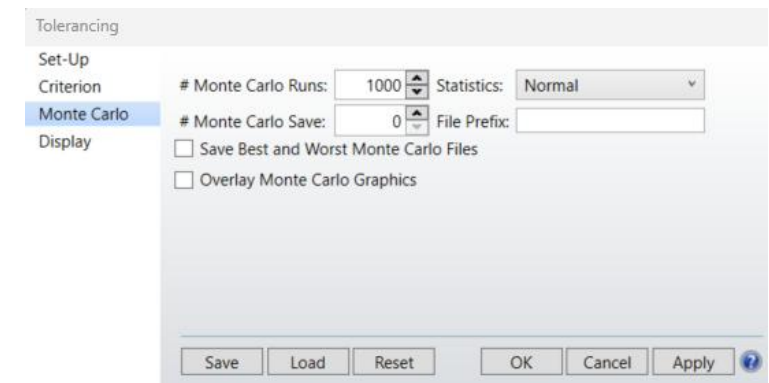 Tolerancing
Set-Up
Criterion
Monte Carlo
Display
# Monte Carlo Runs: 1000 Statistics: Normal
# Monte Carlo Save: 0 File Prefix:
Save Best and Worst Monte Carlo Files
Overlay Monte Carlo Graphics
Save Load Reset OK Cancel Apply ?